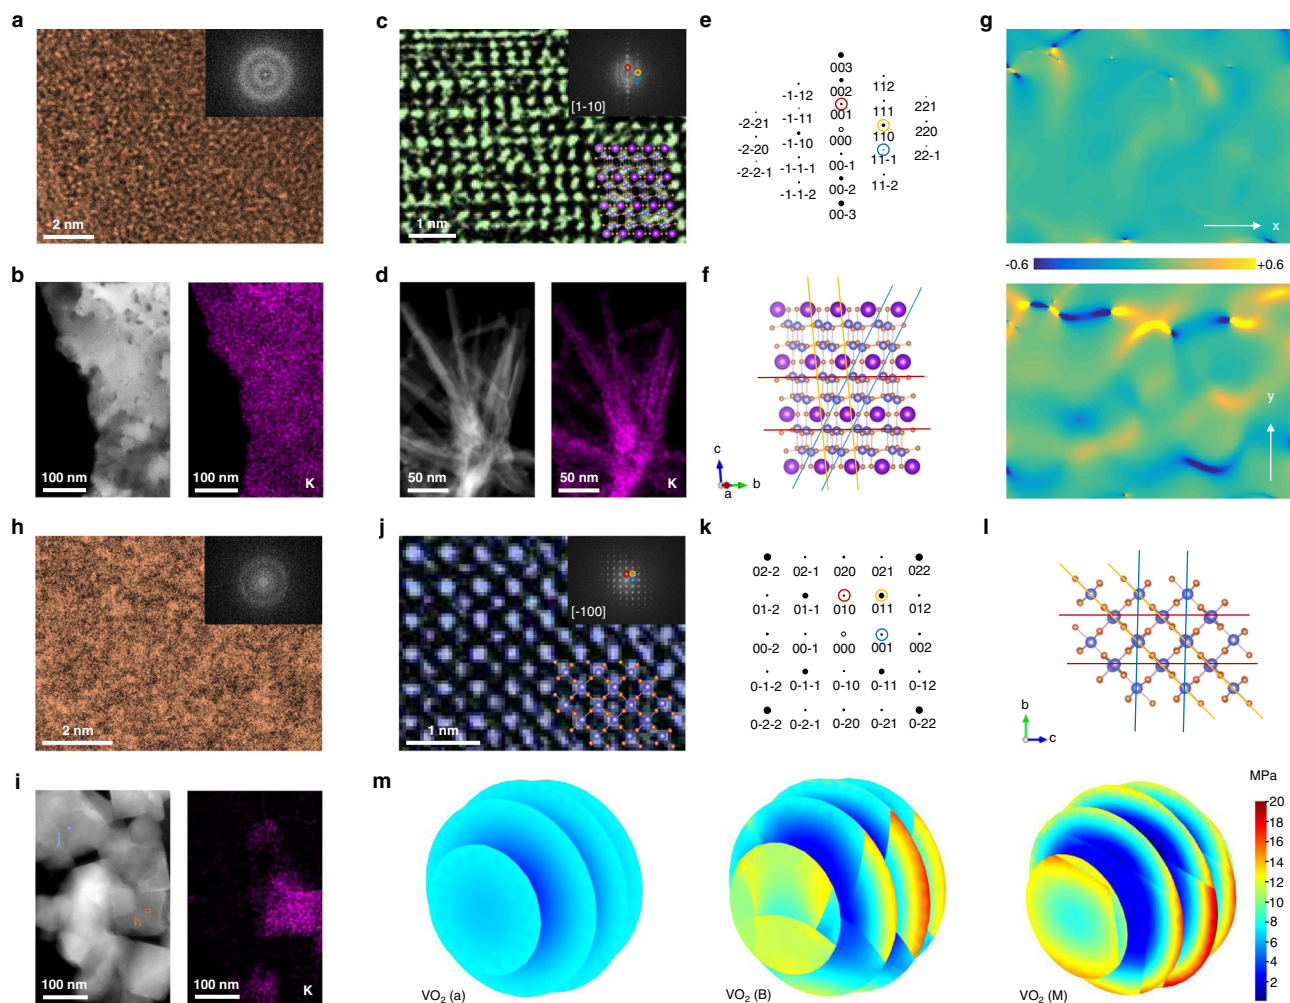 a
2 nm
c
[1-10]
1 nm
e
003
002
112
-1-12
001
111
221
-2-21
-1-11
000
110
220
-2-20
-1-10
00-1
11-1
22-1
-2-2-1
-1-1-1
00-2
11-2
-1-1-2
00-3
g
x
-0.6
+0.6
y
b
100 nm
100 nm
K
d
50 nm
50 nm
K
f
c
a
b
h
2 nm
j
[-100]
1 nm
k
02-2
02-1
020
021
022
01-2
01-1
010
011
012
00-2
00-1
000
001
002
0-1-2
0-1-1
0-10
0-11
0-12
0-2-2
0-2-1
0-20
0-21
0-22
l
b
c
i
j
h
100 nm
100 nm
K
m
VO₂ (a)
VO₂ (B)
VO₂ (M)
MPa
20
18
16
14
12
10
8
6
4
2